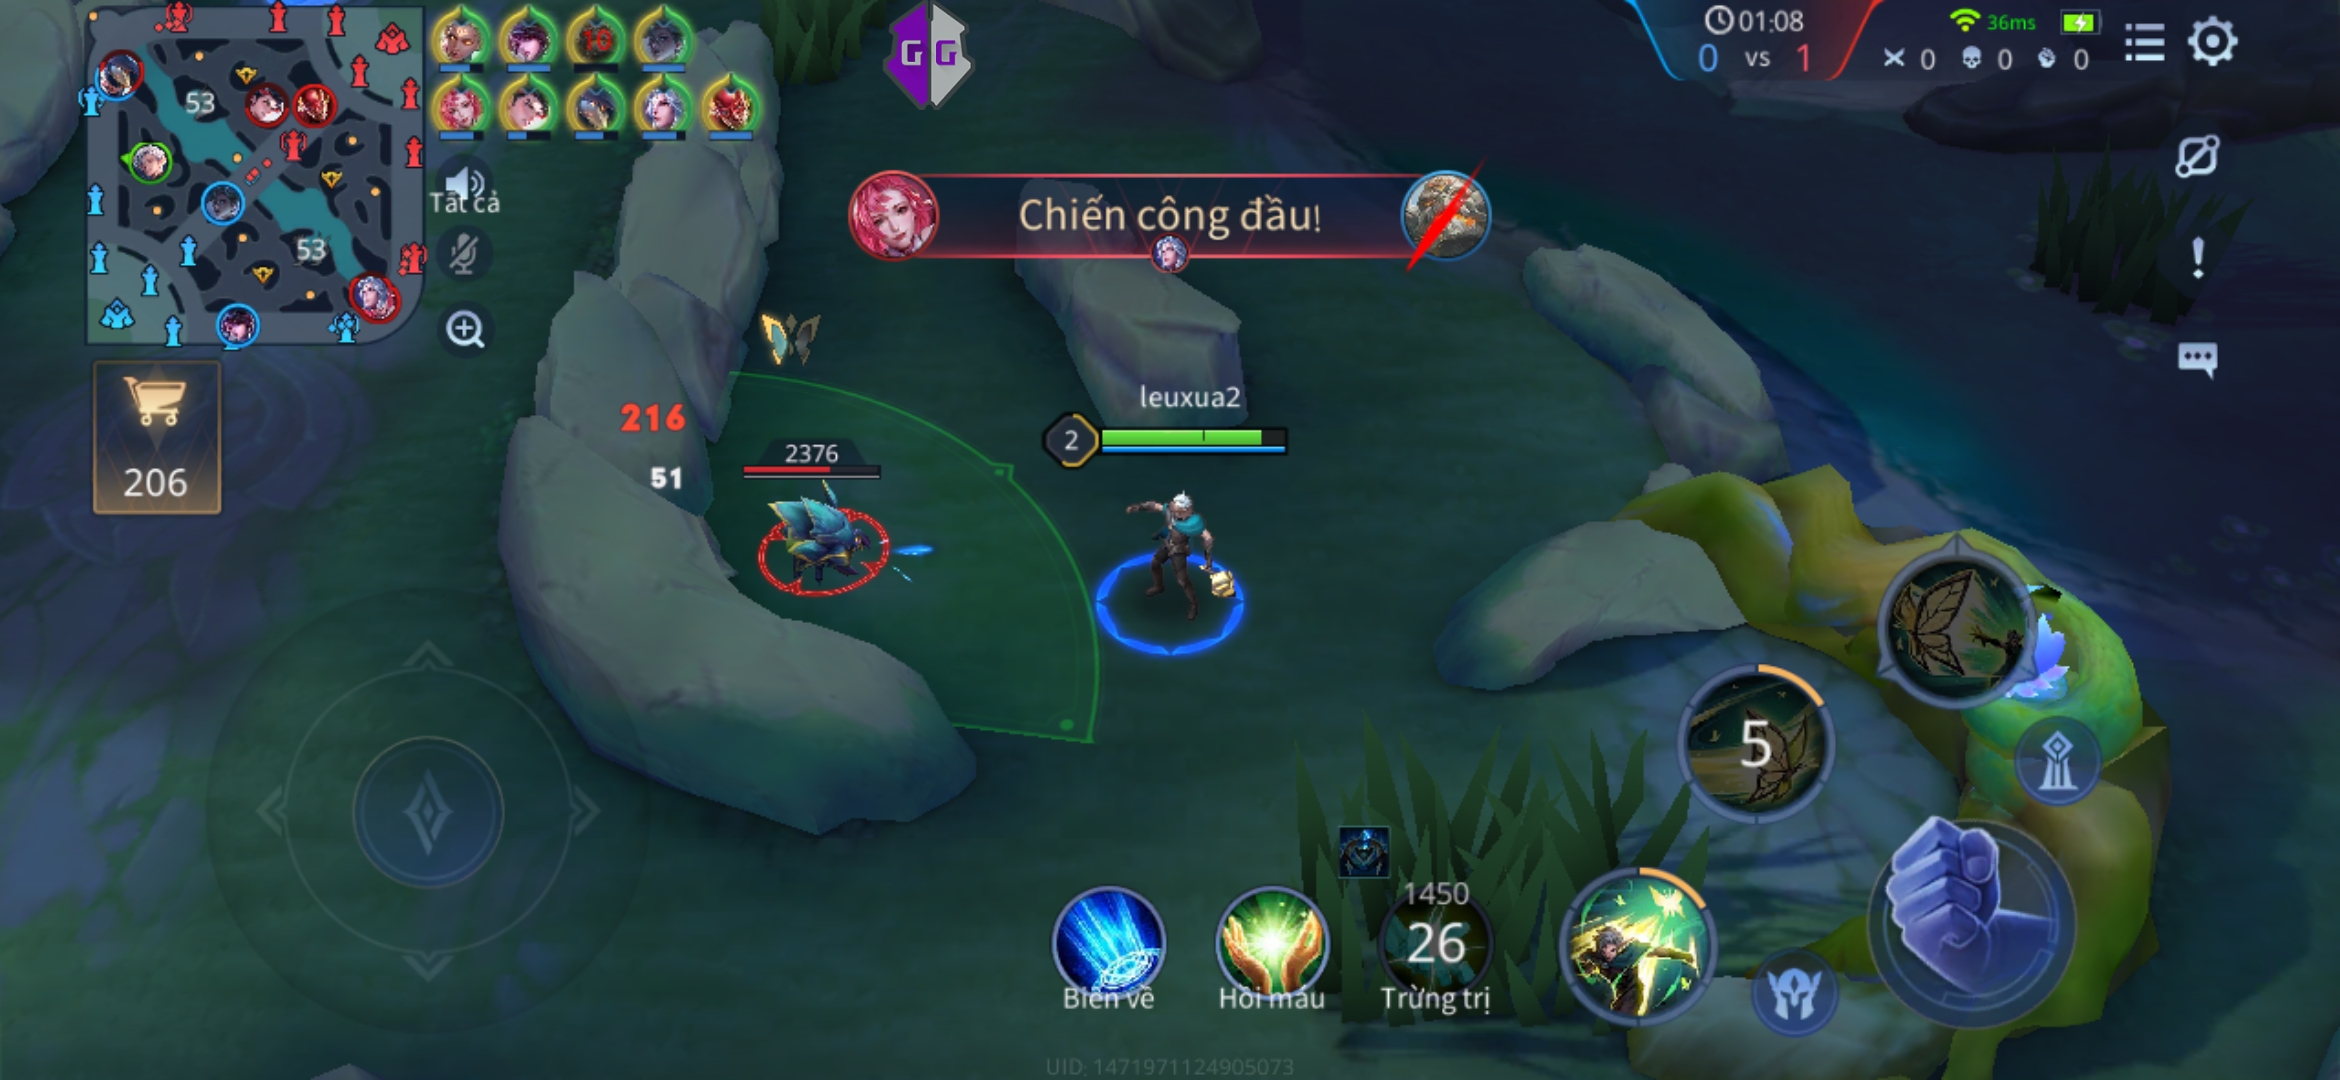 53
53
10
G G
01:08
36ms
0 vs 1
0
0
0
Tất cả
Chiến công đầu!
206
leuxua2
2
216
51
2376
5
1450
26
Biến về
Hồi máu
Trừng trị
UID: 1471971124905073